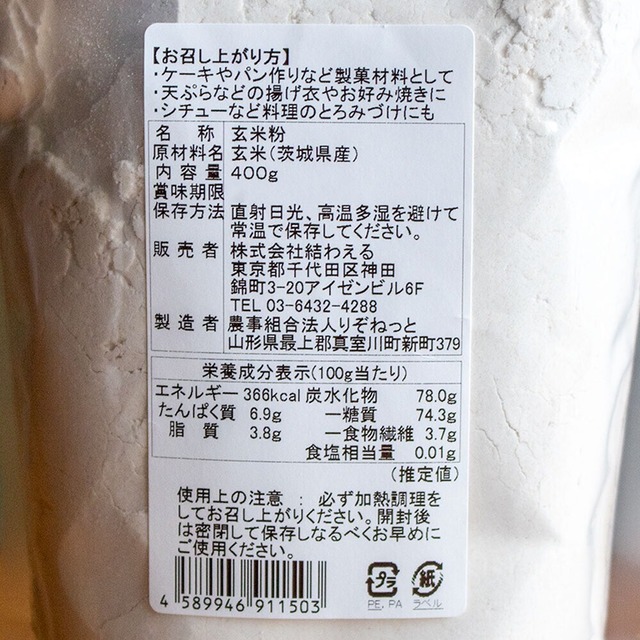 【お召し上がり方】
・ケーキやパン作りなど製菓材料として
・天ぷらなどの揚げ衣やお好み焼きに
・シチューなど料理のとろみづけにも
名称 玄米粉
原材料名 玄米(茨城県産)
内容量 400g
賞味期限
保存方法 直射日光、高温多湿を避けて
常温で保存してください。
販売者 株式会社結わえる
東京都千代田区神田
錦町3-20アイゼンビル6F
TEL 03-6432-4288
製造者 農事組合法人りぞねっと
山形県最上郡真室川町新町379
栄養成分表示(100g当たり)
エネルギー 366kcal 炭水化物 78.0g
たんぱく質 6.9g ー糖質 74.3g
脂質 3.8g ー食物繊維 3.7g
食塩相当量 0.01g
(推定値)
使用上の注意 : 必ず加熱調理を
してお召し上がりください。開封後
は密閉して保存しなるべくお早めに
ご使用ください。
4 589946 911503
プラ 紙
PE, PA ラベル